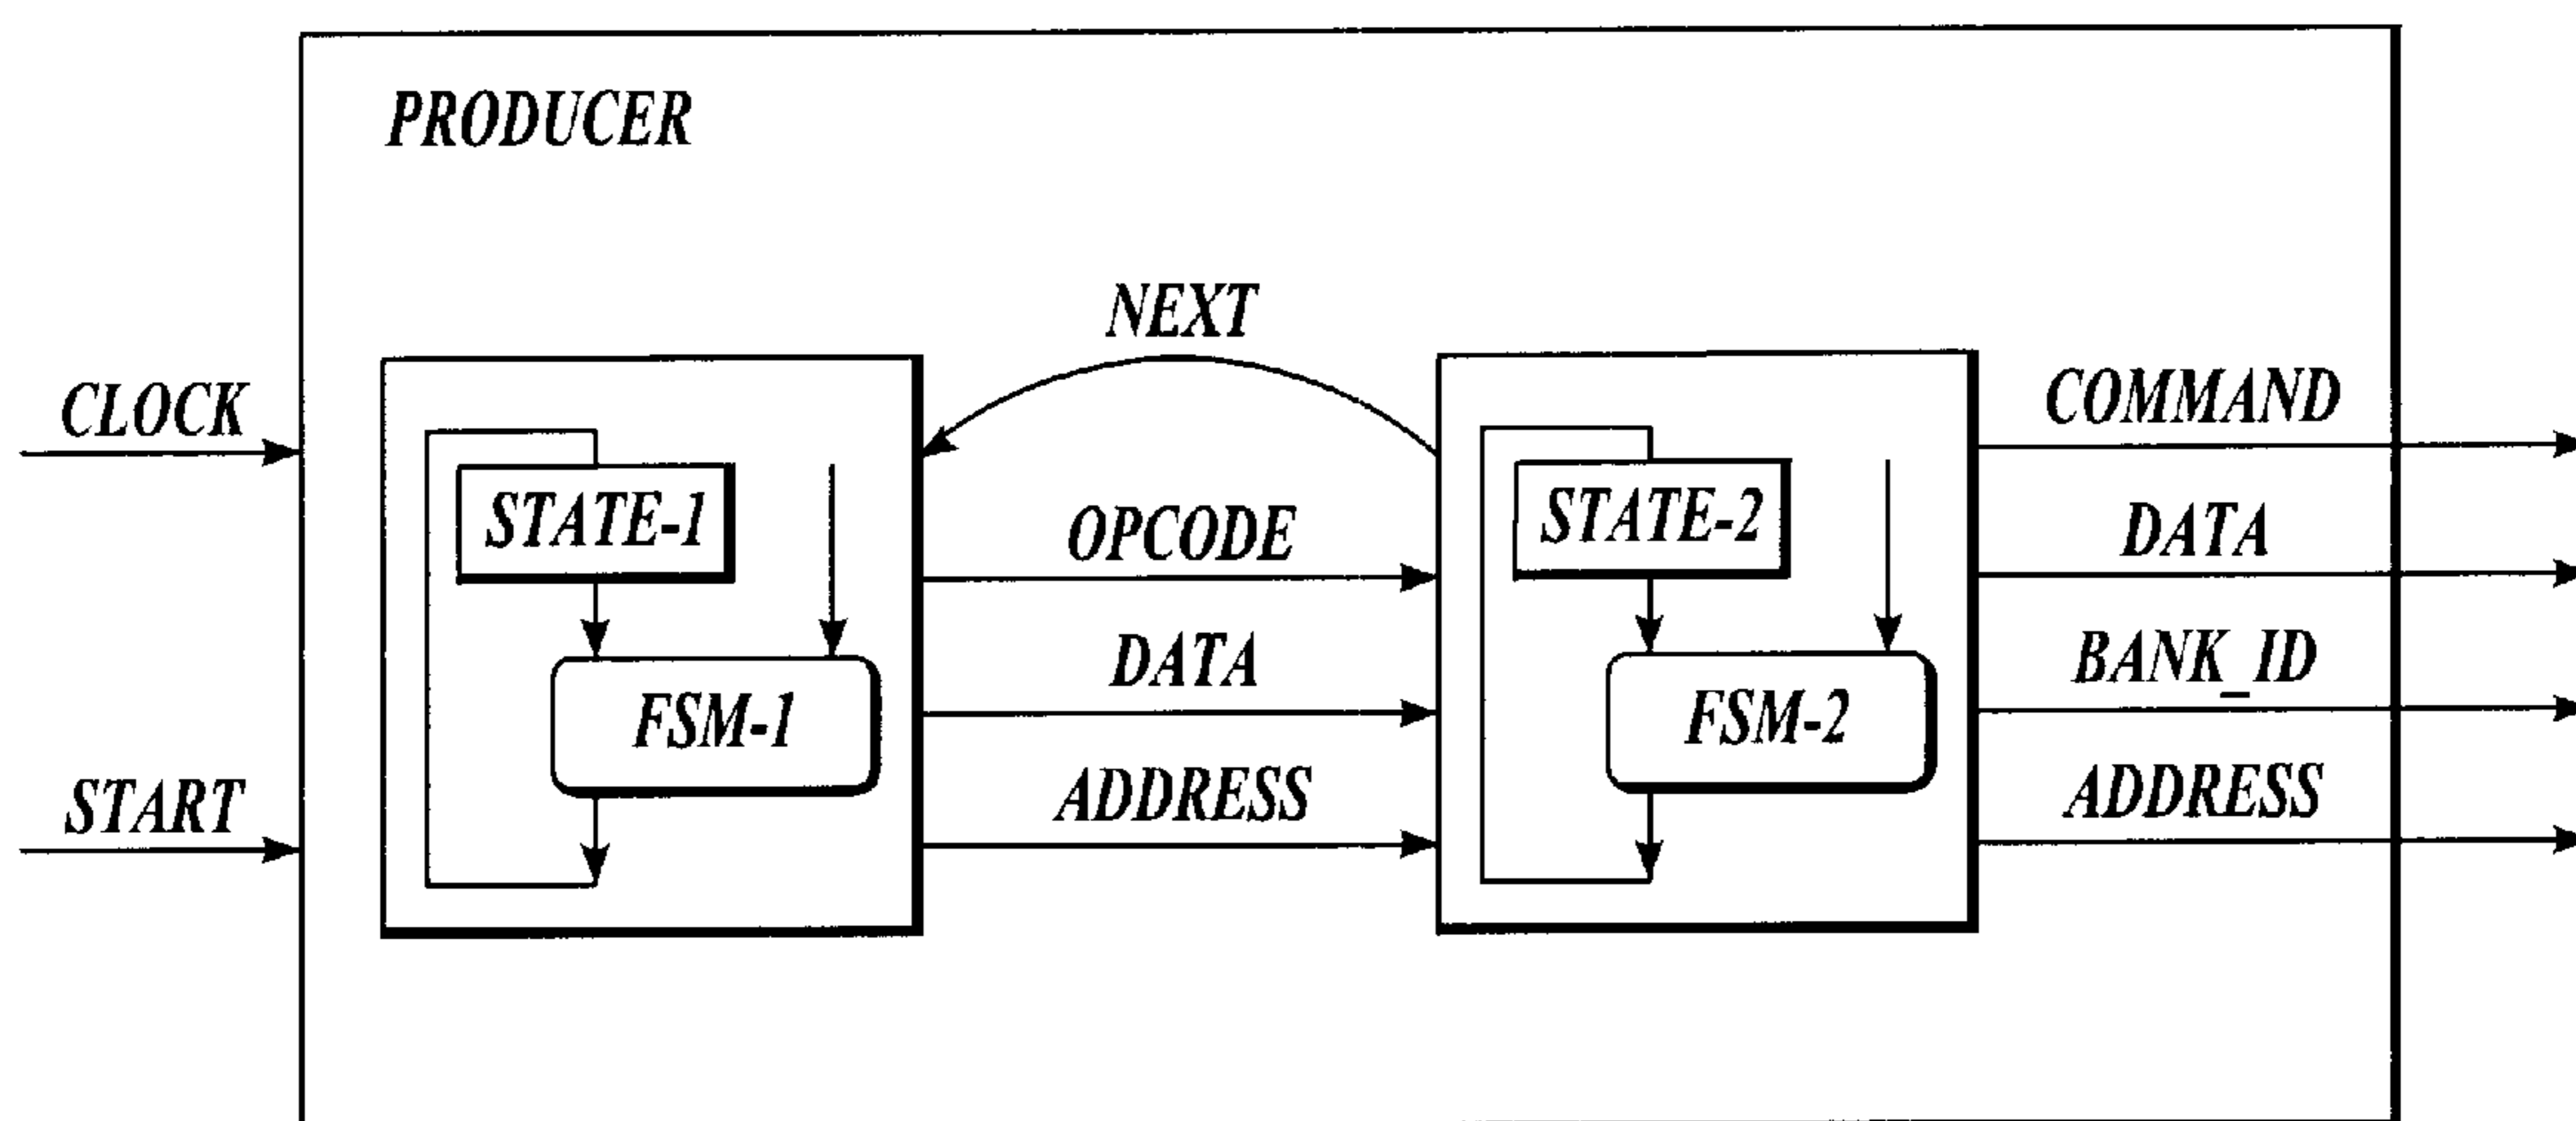 PRODUCER
NEXT
CLOCK
COMMAND
STATE-1
OPCODE
STATE-2
DATA
DATA
BANK_ID
FSM-1
FSM-2
START
ADDRESS
ADDRESS